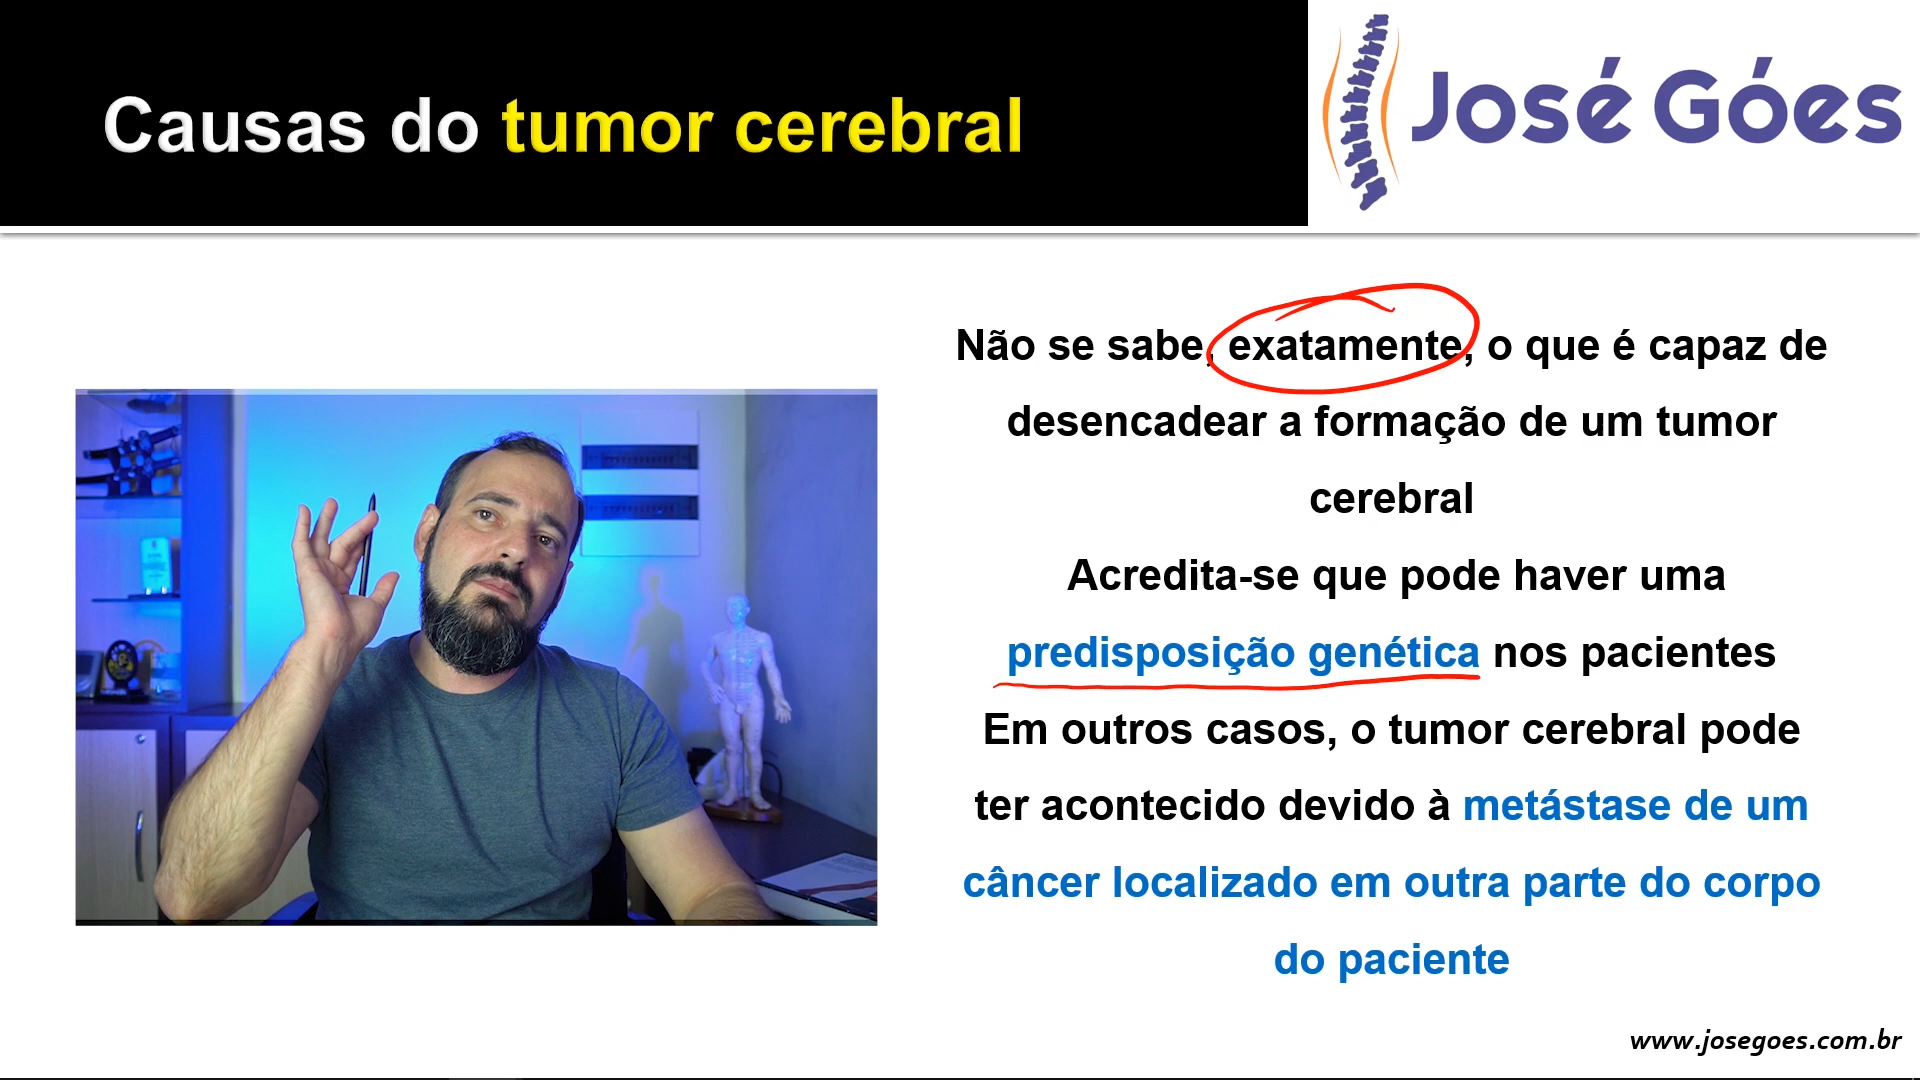 Causas do tumor cerebral
José Góes
Não se sabe, exatamente, o que é capaz de
desencadear a formação de um tumor
cerebral
Acredita-se que pode haver uma
predisposição genética nos pacientes
Em outros casos, o tumor cerebral pode
ter acontecido devido à metástase de um
câncer localizado em outra parte do corpo
do paciente
www.josegoes.com.br